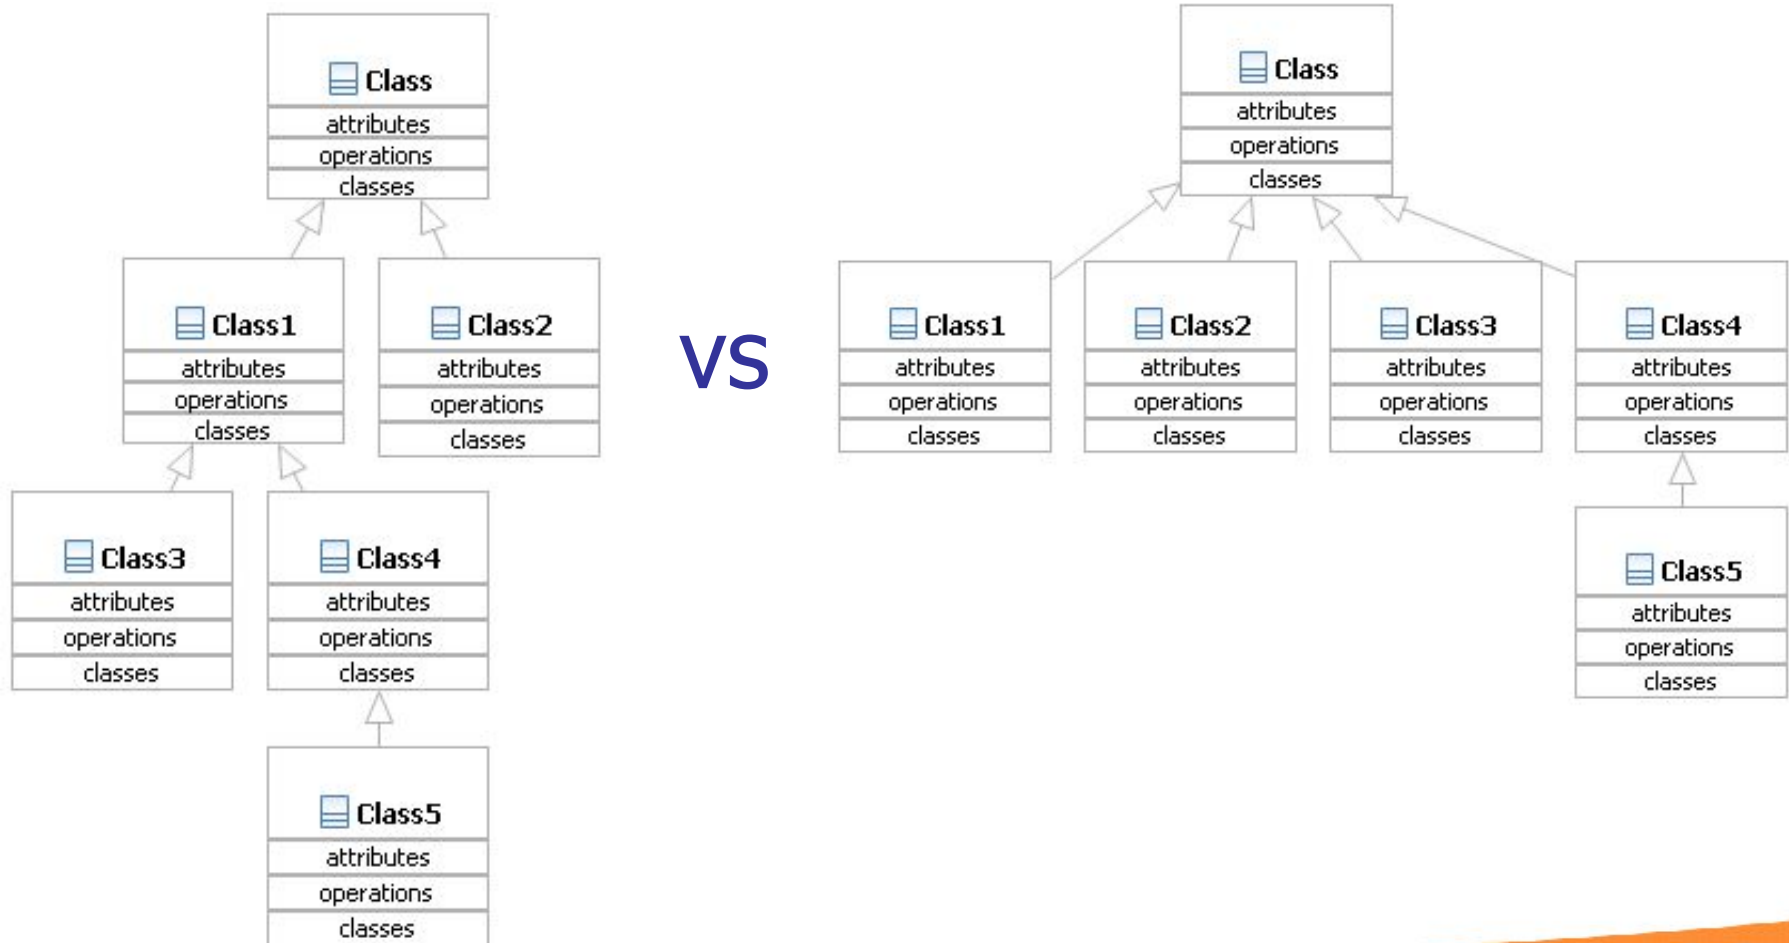 Class
attributes
operations
classes
Class1
attributes
operations
classes
Class2
attributes
operations
classes
Class3
attributes
operations
classes
Class4
attributes
operations
classes
Class5
attributes
operations
classes
vs
Class
attributes
operations
classes
Class1
attributes
operations
classes
Class2
attributes
operations
classes
Class3
attributes
operations
classes
Class4
attributes
operations
classes
Class5
attributes
operations
classes